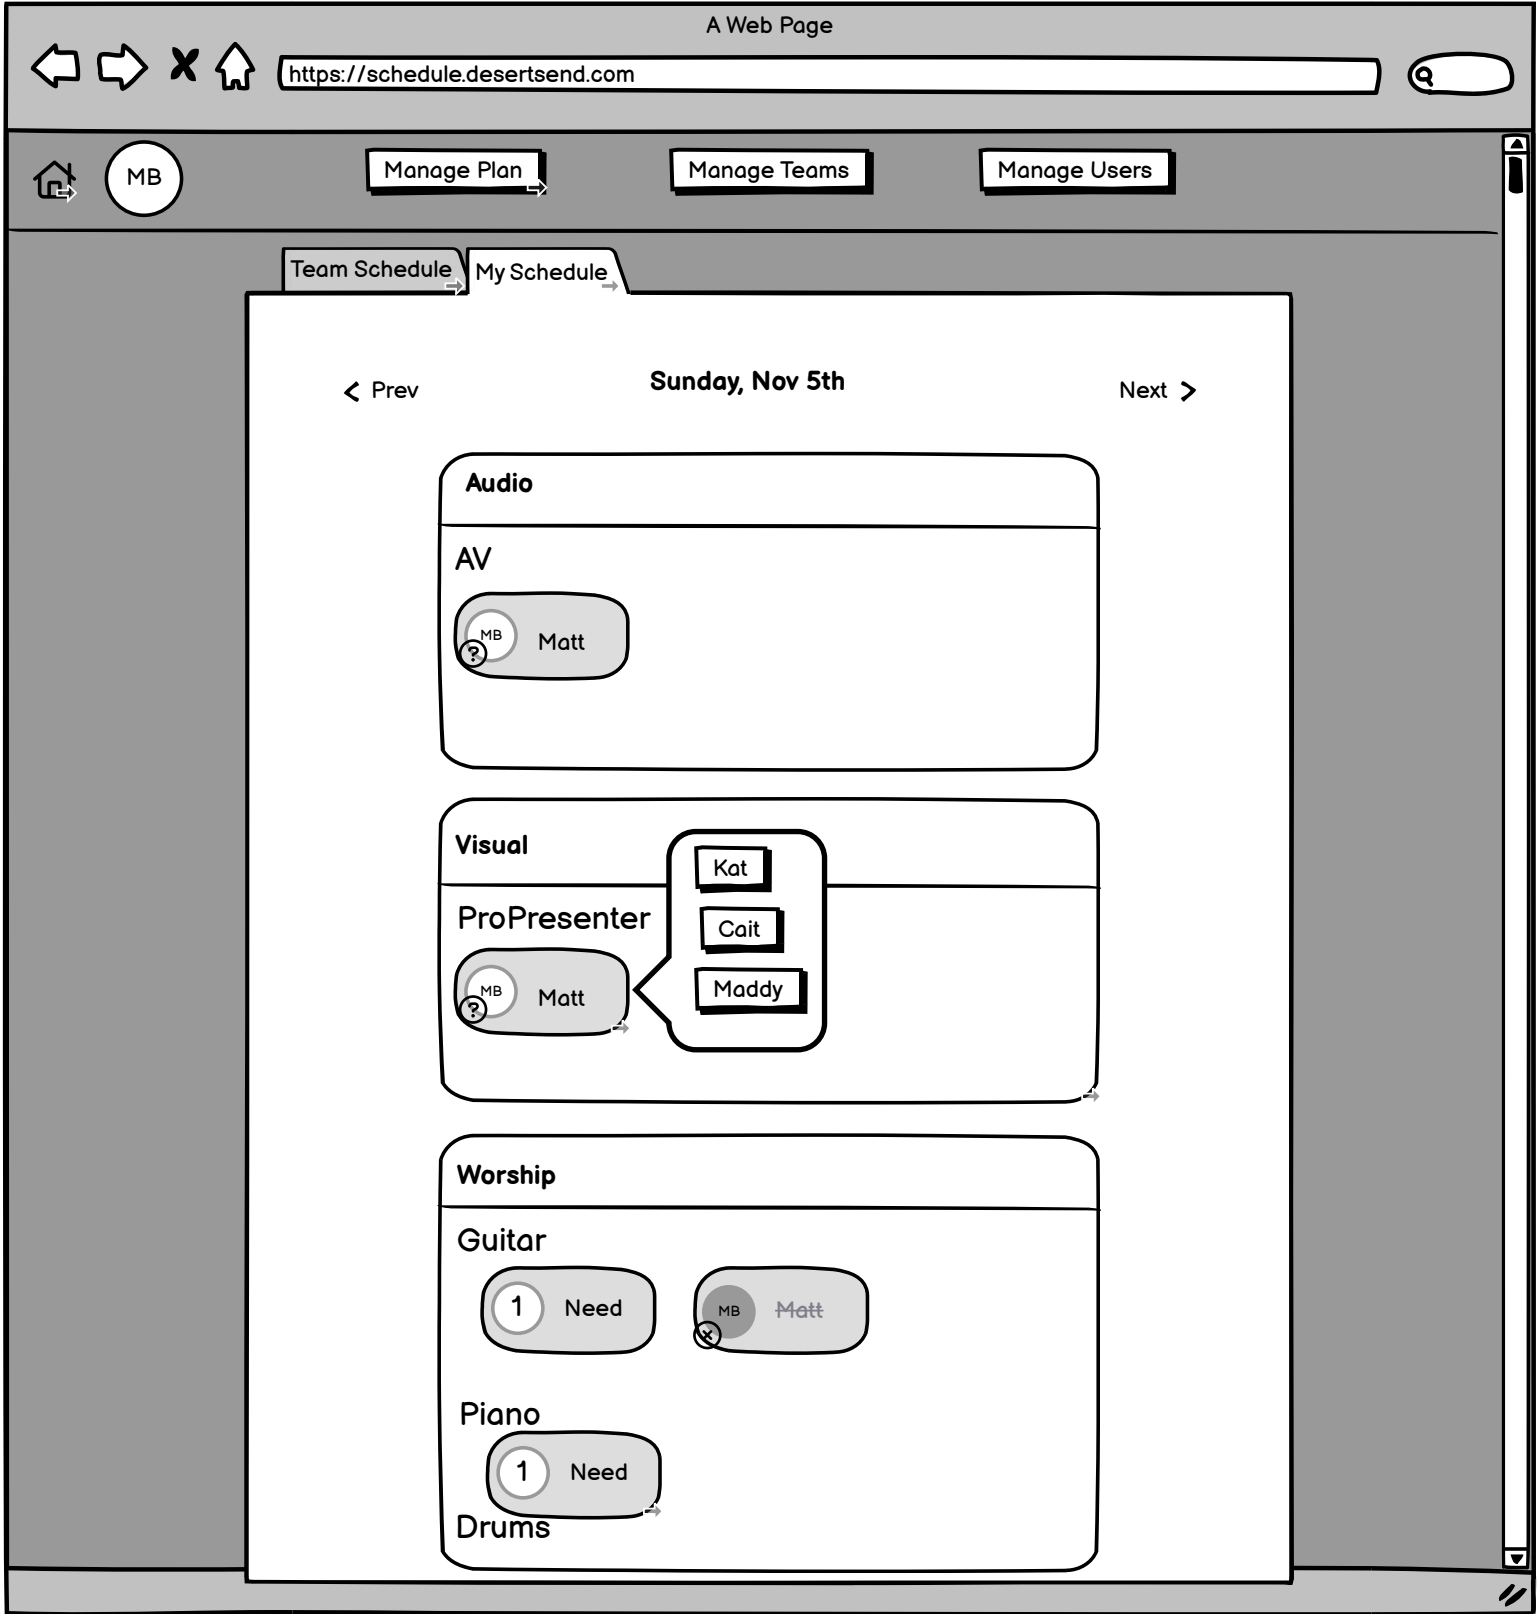 A Web Page
https://schedule.desertsend.com
MB
Manage Plan
Manage Teams
Manage Users
Team Schedule
My Schedule
Prev
Sunday, Nov 5th
Next
Audio
AV
MB
?
Matt
Visual
Kat
Cait
Maddy
ProPresenter
MB
?
Matt
Worship
Guitar
1 Need
MB
Matt
Piano
1 Need
Drums